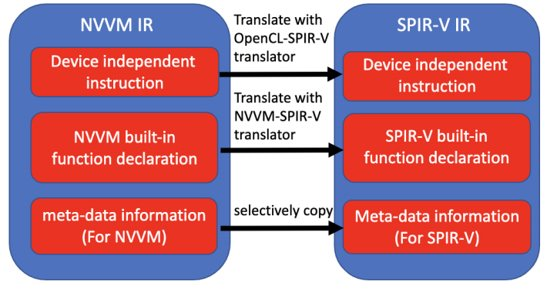 NVVM IR
Translate with
OpenCL-SPIR-V
translator
SPIR-V IR
Device independent
instruction
Device independent
instruction
Translate with
NVVM-SPIR-V
translator
NVVM built-in
function declaration
SPIR-V built-in
function declaration
meta-data information
(For NVVM)
selectively copy
Meta-data information
(For SPIR-V)